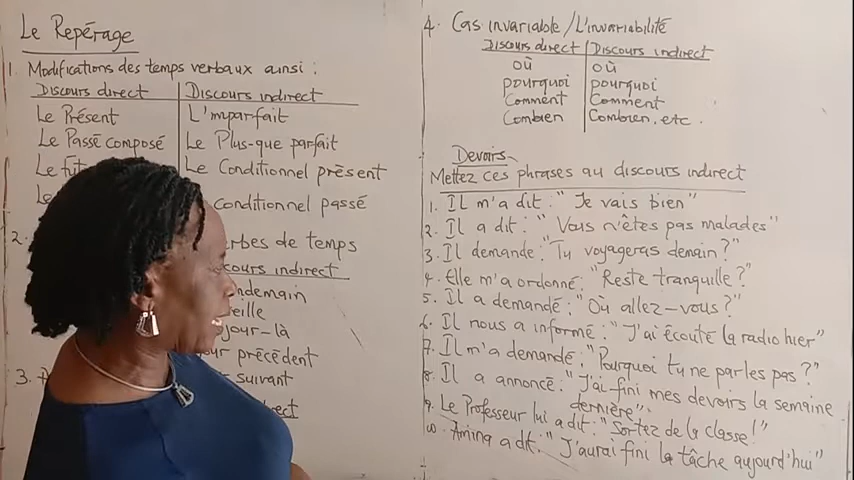 Le Repérage
1. Modifications des temps verbaux ainsi :
Discours direct | Discours indirect
Le Présent | L'imparfait
Le Passé composé | Le Plus-que parfait
Le Fut | Le Conditionnel présent
Le | conditionnel passé
2. erbes de temps
cours indirect
ndemain
eille
jour-là
jour précédent
3. suivant
ect
4. Cas invariable/L'invariabilité
Discours direct | Discours indirect
où | où
pourquoi | pourquoi
Comment | Comment
Combien | Combien, etc.
Devoirs
Mettez ces phrases au discours indirect
1. Il m'a dit : "Je vais bien"
2. Il a dit : "Vous n'êtes pas malades"
3. Il demande : "Tu voyageras demain ?"
4. Elle m'a ordonné : "Reste tranquille ?"
5. Il a demandé : "Où allez-vous ?"
6. Il nous a informé : "J'ai écouté la radio hier"
7. Il m'a demandé : "Pourquoi tu ne parles pas ?"
8. Il a annoncé : "J'ai fini mes devoirs la semaine
dernière".
9. Le Professeur lui a dit : "Sortez de la classe !"
10. Amina a dit : "J'aurai fini la tâche aujourd'hui"